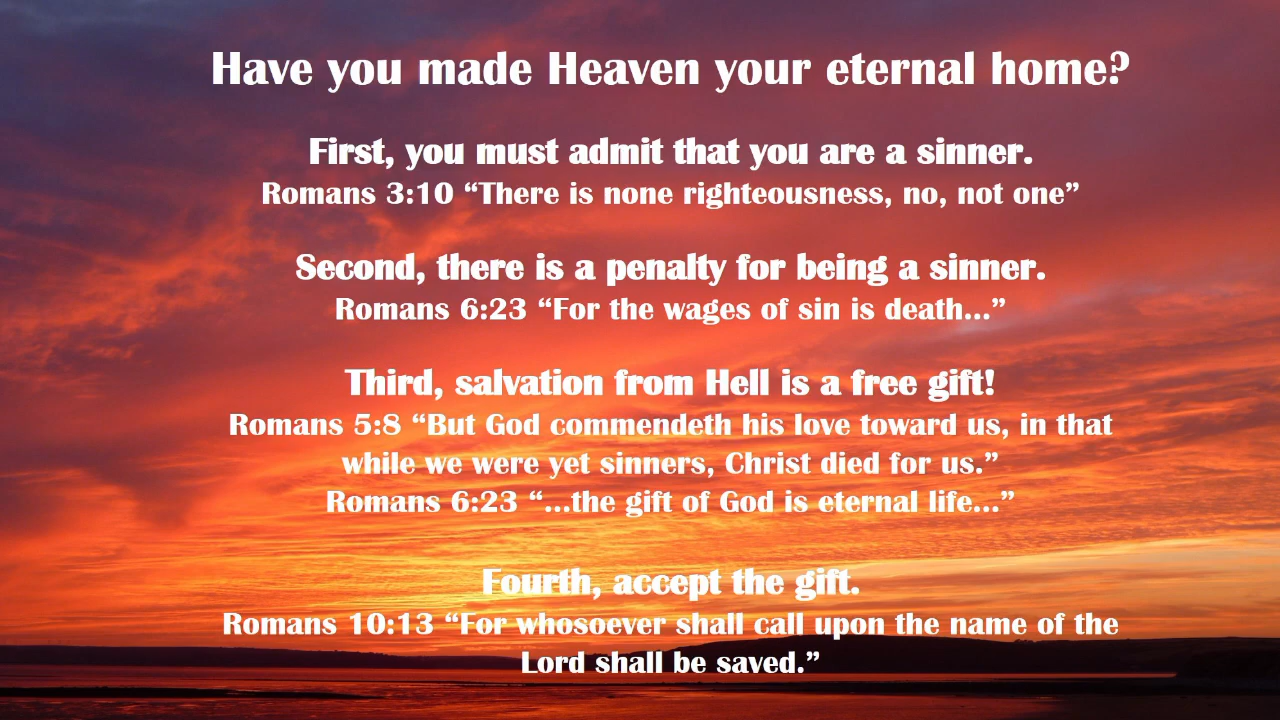 Have you made Heaven your eternal home?
First, you must admit that you are a sinner.
Romans 3:10 “There is none righteousness, no, not one”
Second, there is a penalty for being a sinner.
Romans 6:23 “For the wages of sin is death...”
Third, salvation from Hell is a free gift!
Romans 5:8 “But God commendeth his love toward us, in that
while we were yet sinners, Christ died for us.”
Romans 6:23 “...the gift of God is eternal life...”
Fourth, accept the gift.
Romans 10:13 “For whosoever shall call upon the name of the
Lord shall be saved.”